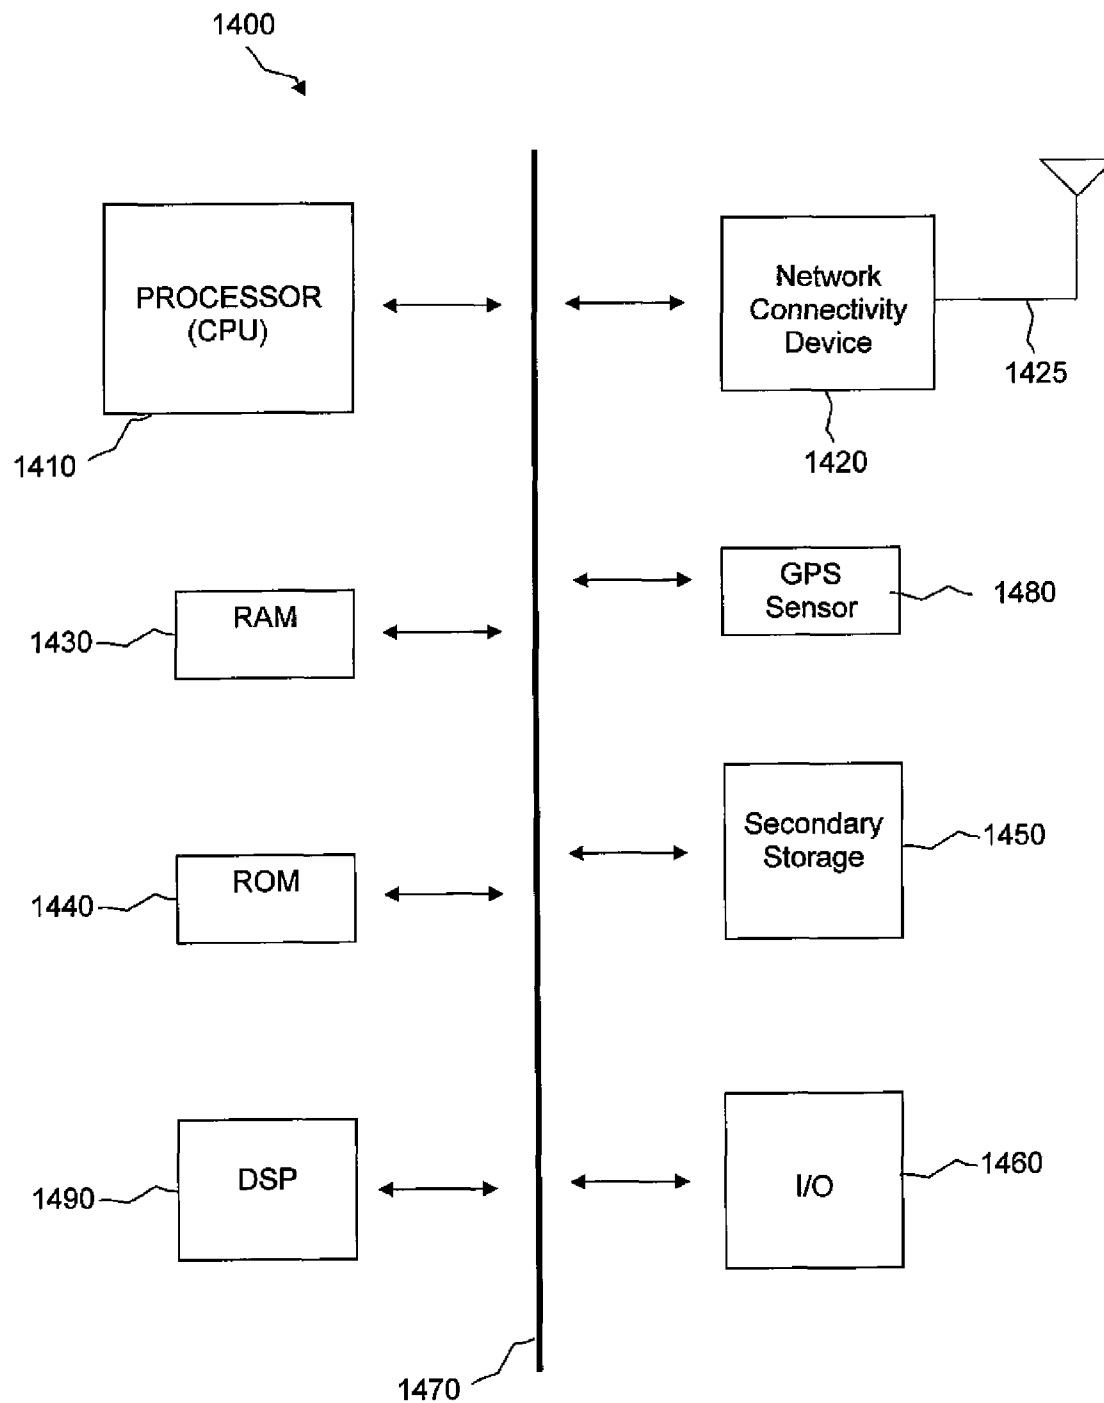 1400
PROCESSOR
(CPU)
1410
Network
Connectivity
Device
1425
1420
RAM
1430
GPS
Sensor
1480
ROM
1440
Secondary
Storage
1450
DSP
1490
I/O
1460
1470